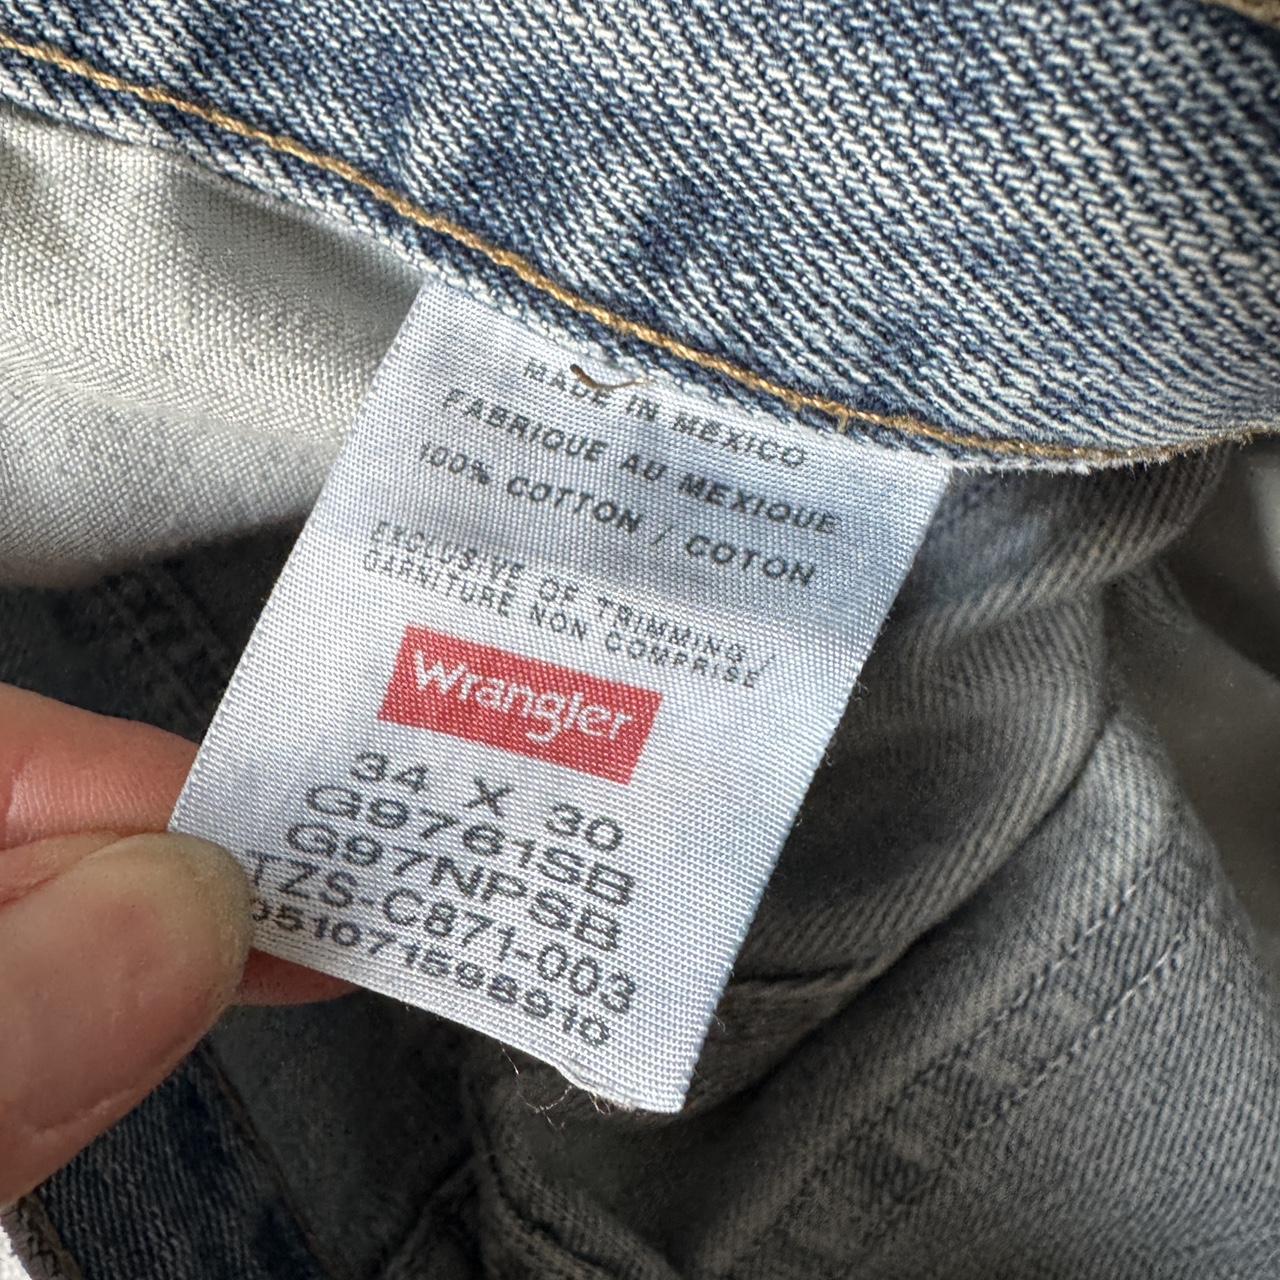 MADE IN MEXICO
FABRIQUE AU MEXIQUE
100% COTTON / COTON
EXCLUSIVE OF TRIMMING /
GARNITURE NON COMPRISE
Wrangler
34 X 30
G9761SB
G97NPSB
TZS-C871-003